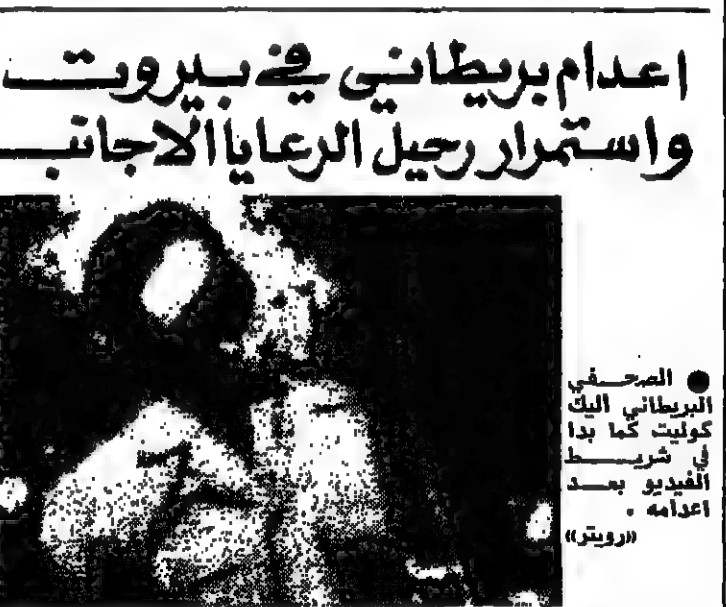 اعدام بريطاني في بيروت
واستمرار رحيل الرعايا الاجانب
● الصحفي
البريطاني اليك
كوليت كما بدا
في شريط
الفيديو بعد
اعدامه .
«رويتر»